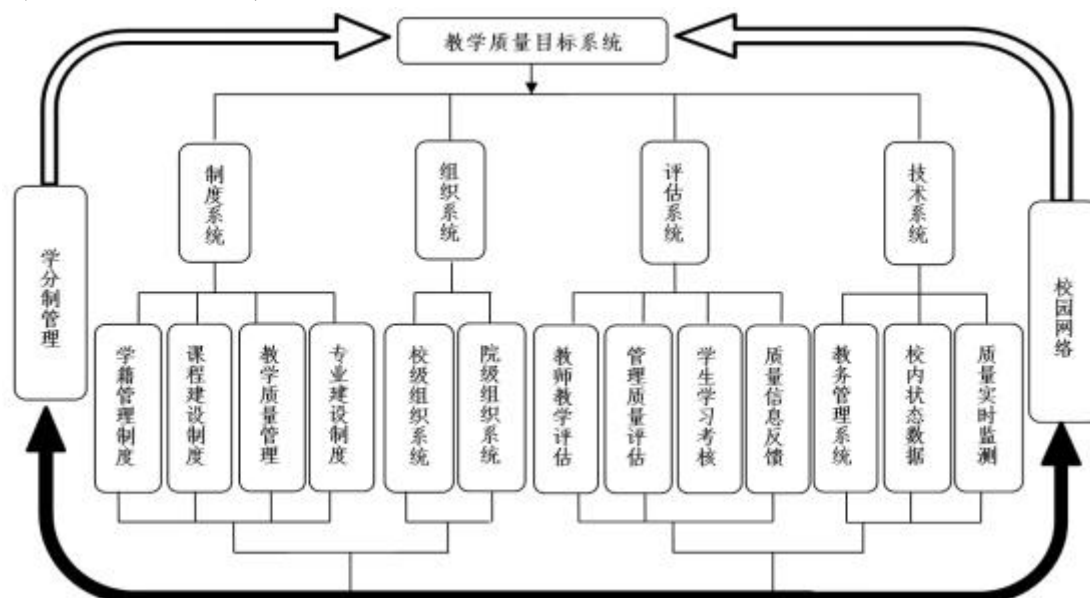 教学质量目标系统
制度系统
组织系统
评估系统
技术系统
学分制管理
校园网络
学籍管理制度
课程建设制度
教学质量管理
专业建设制度
校级组织系统
院级组织系统
教师教学评估
管理质量评估
学生学习考核
质量信息反馈
教务管理系统
校内状态数据
质量实时监测